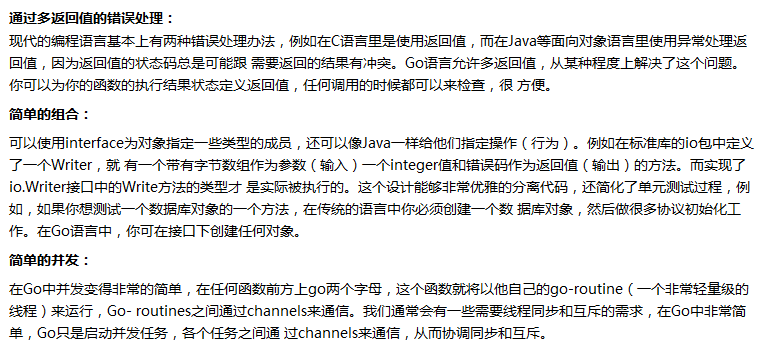 通过多返回值的错误处理：
现代的编程语言基本上有两种错误处理办法，例如在C语言里是使用返回值，而在Java等面向对象语言里使用异常处理返
回值，因为返回值的状态码总是可能跟 需要返回的结果有冲突。Go语言允许多返回值，从某种程度上解决了这个问题。
你可以为你的函数的执行结果状态定义返回值，任何调用的时候都可以来检查，很 方便。
简单的组合：
可以使用interface为对象指定一些类型的成员，还可以像Java一样给他们指定操作（行为）。例如在标准库的io包中定义
了一个Writer，就 有一个带有字节数组作为参数（输入）一个integer值和错误码作为返回值（输出）的方法。而实现了
io.Writer接口中的Write方法的类型才 是实际被执行的。这个设计能够非常优雅的分离代码，还简化了单元测试过程，例
如，如果你想测试一个数据库对象的一个方法，在传统的语言中你必须创建一个数 据库对象，然后做很多协议初始化工
作。在Go语言中，你可在接口下创建任何对象。
简单的并发：
在Go中并发变得非常的简单，在任何函数前方上go两个字母，这个函数就将以他自己的go-routine（一个非常轻量级的
线程）来运行，Go- routines之间通过channels来通信。我们通常会有一些需要线程同步和互斥的需求，在Go中非常简
单，Go只是启动并发任务，各个任务之间通 过channels来通信，从而协调同步和互斥。